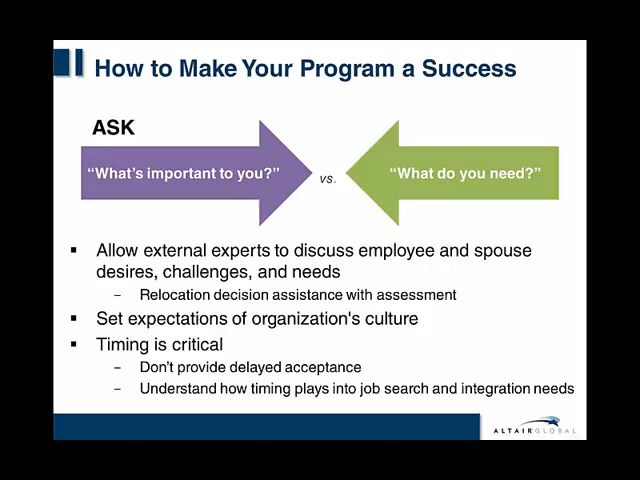 How to Make Your Program a Success
ASK
“What’s important to you?”
vs.
“What do you need?”
▪ Allow external experts to discuss employee and spouse
desires, challenges, and needs
– Relocation decision assistance with assessment
▪ Set expectations of organization's culture
▪ Timing is critical
– Don't provide delayed acceptance
– Understand how timing plays into job search and integration needs
ALTAIRGLOBAL